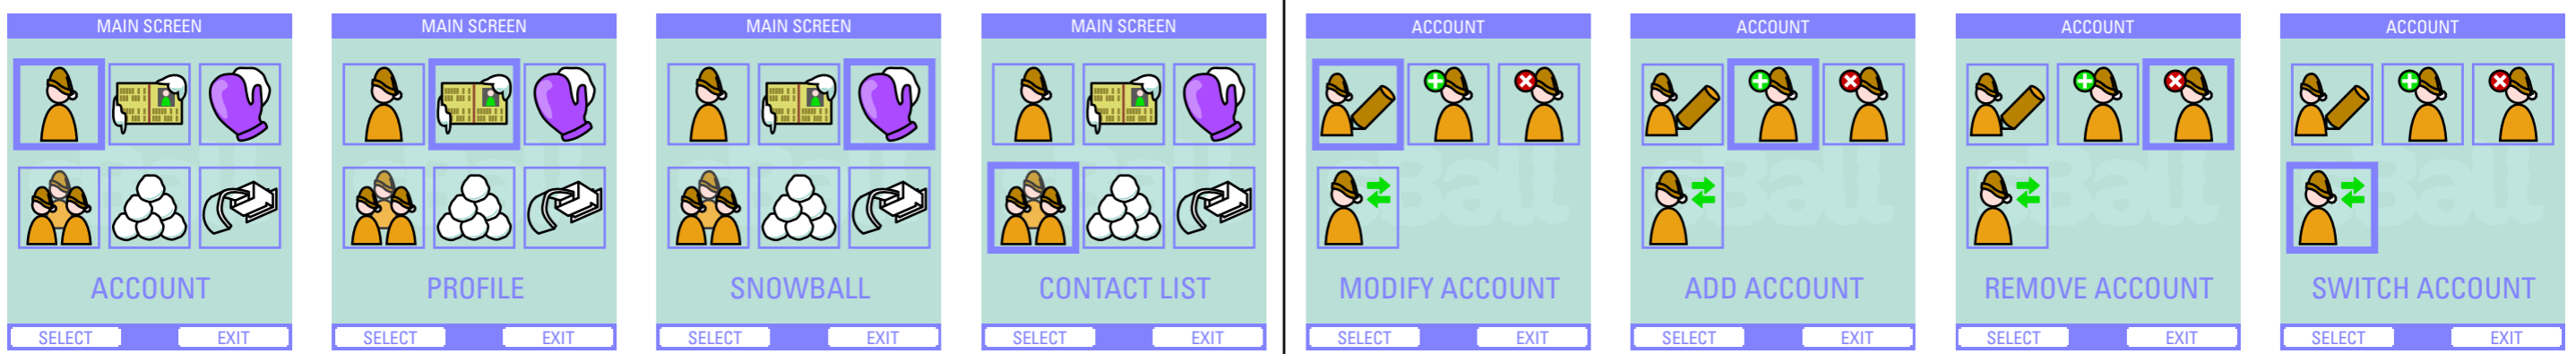 MAIN SCREEN
ACCOUNT
SELECT EXIT
MAIN SCREEN
PROFILE
SELECT EXIT
MAIN SCREEN
SNOWBALL
SELECT EXIT
MAIN SCREEN
CONTACT LIST
SELECT EXIT
ACCOUNT
MODIFY ACCOUNT
SELECT EXIT
ACCOUNT
ADD ACCOUNT
SELECT EXIT
ACCOUNT
REMOVE ACCOUNT
SELECT EXIT
ACCOUNT
SWITCH ACCOUNT
SELECT EXIT